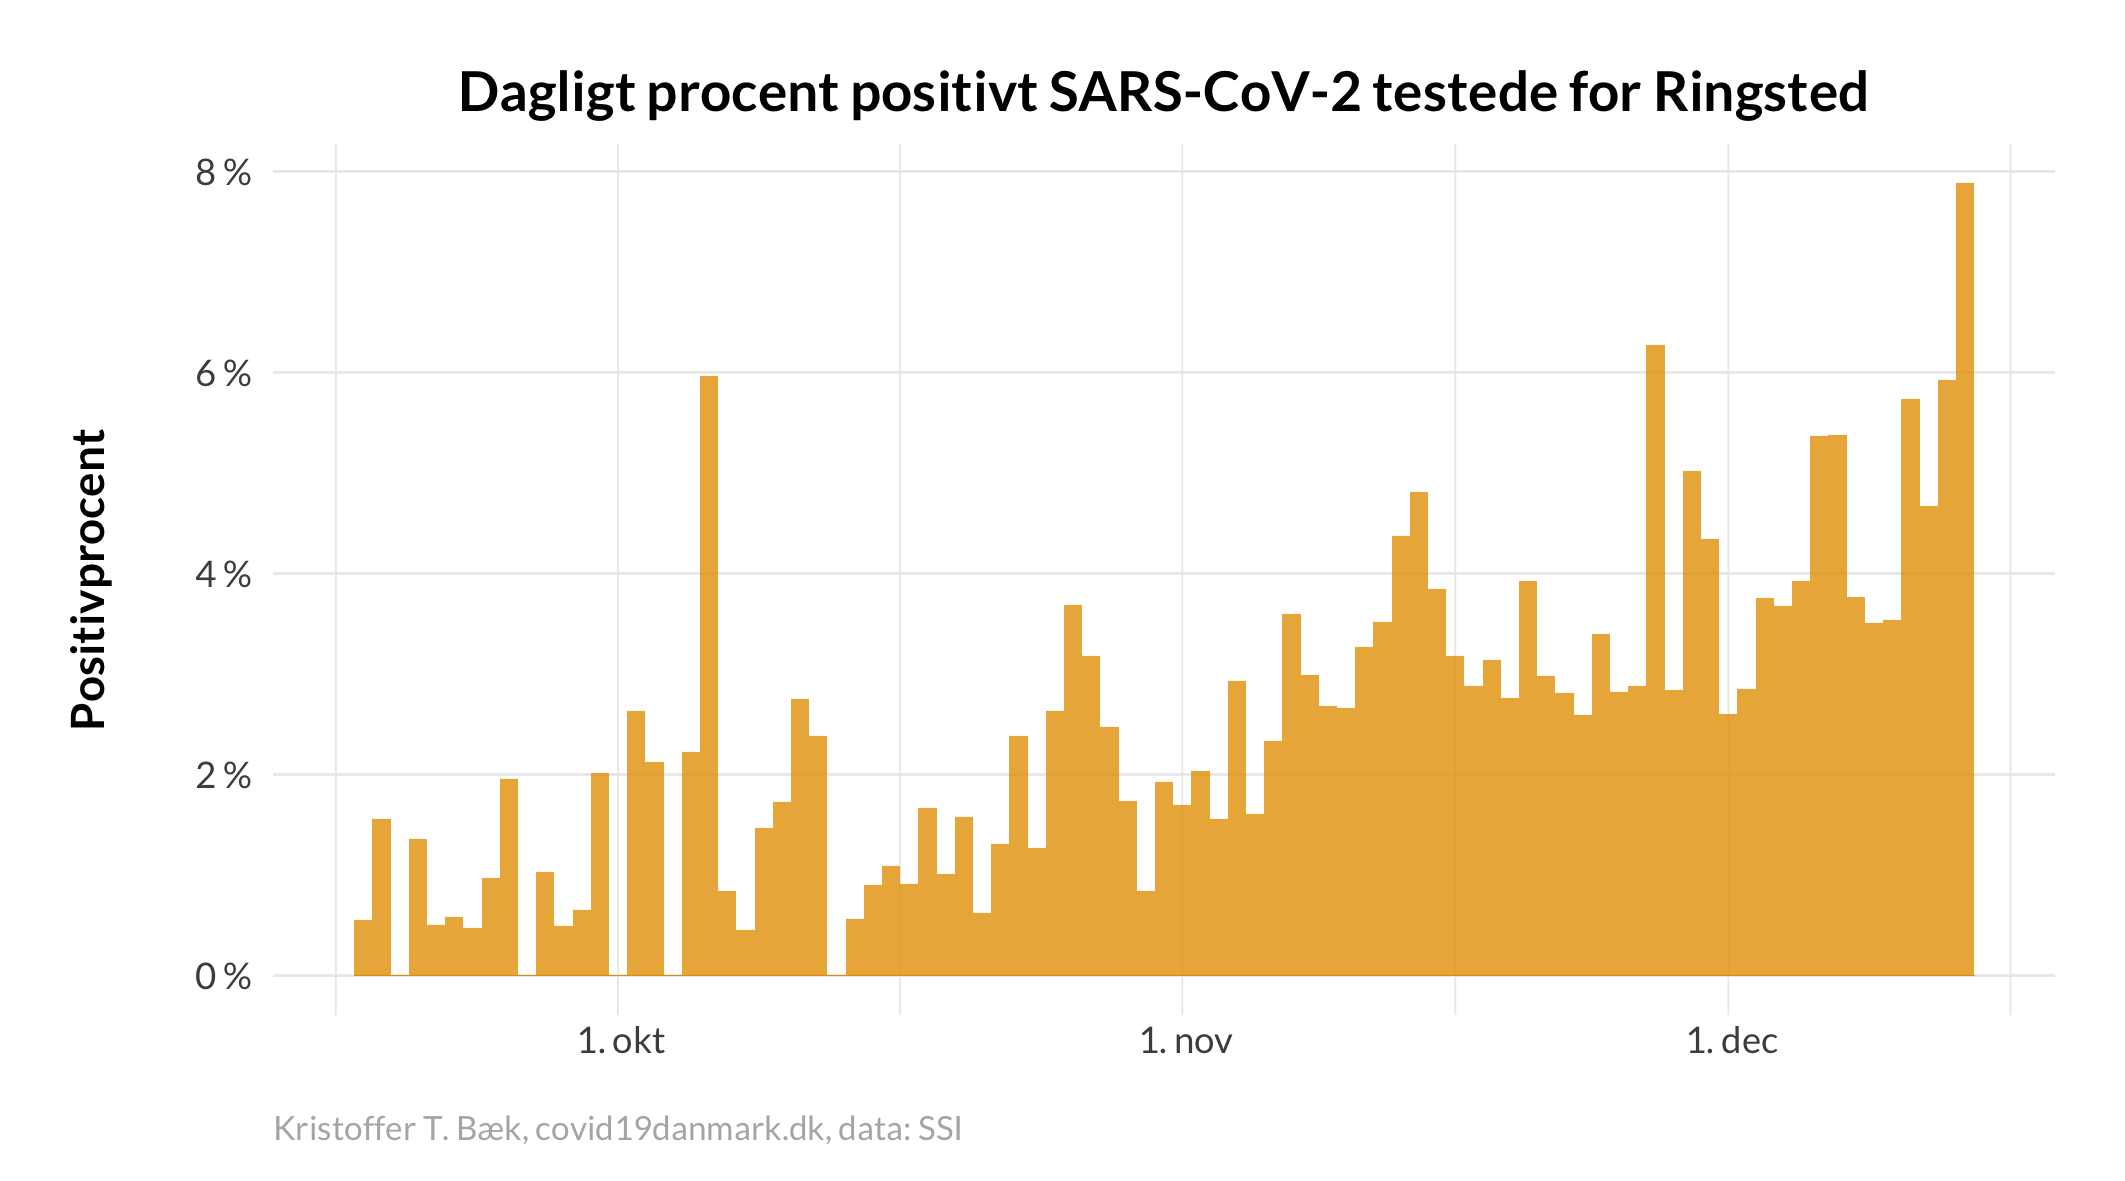 Dagligt procent positivt SARS-CoV-2 testede for Ringsted
Positivprocent
8 %
6 %
4 %
2 %
0 %
1. okt
1. nov
1. dec
Kristoffer T. Bæk, covid19danmark.dk, data: SSI